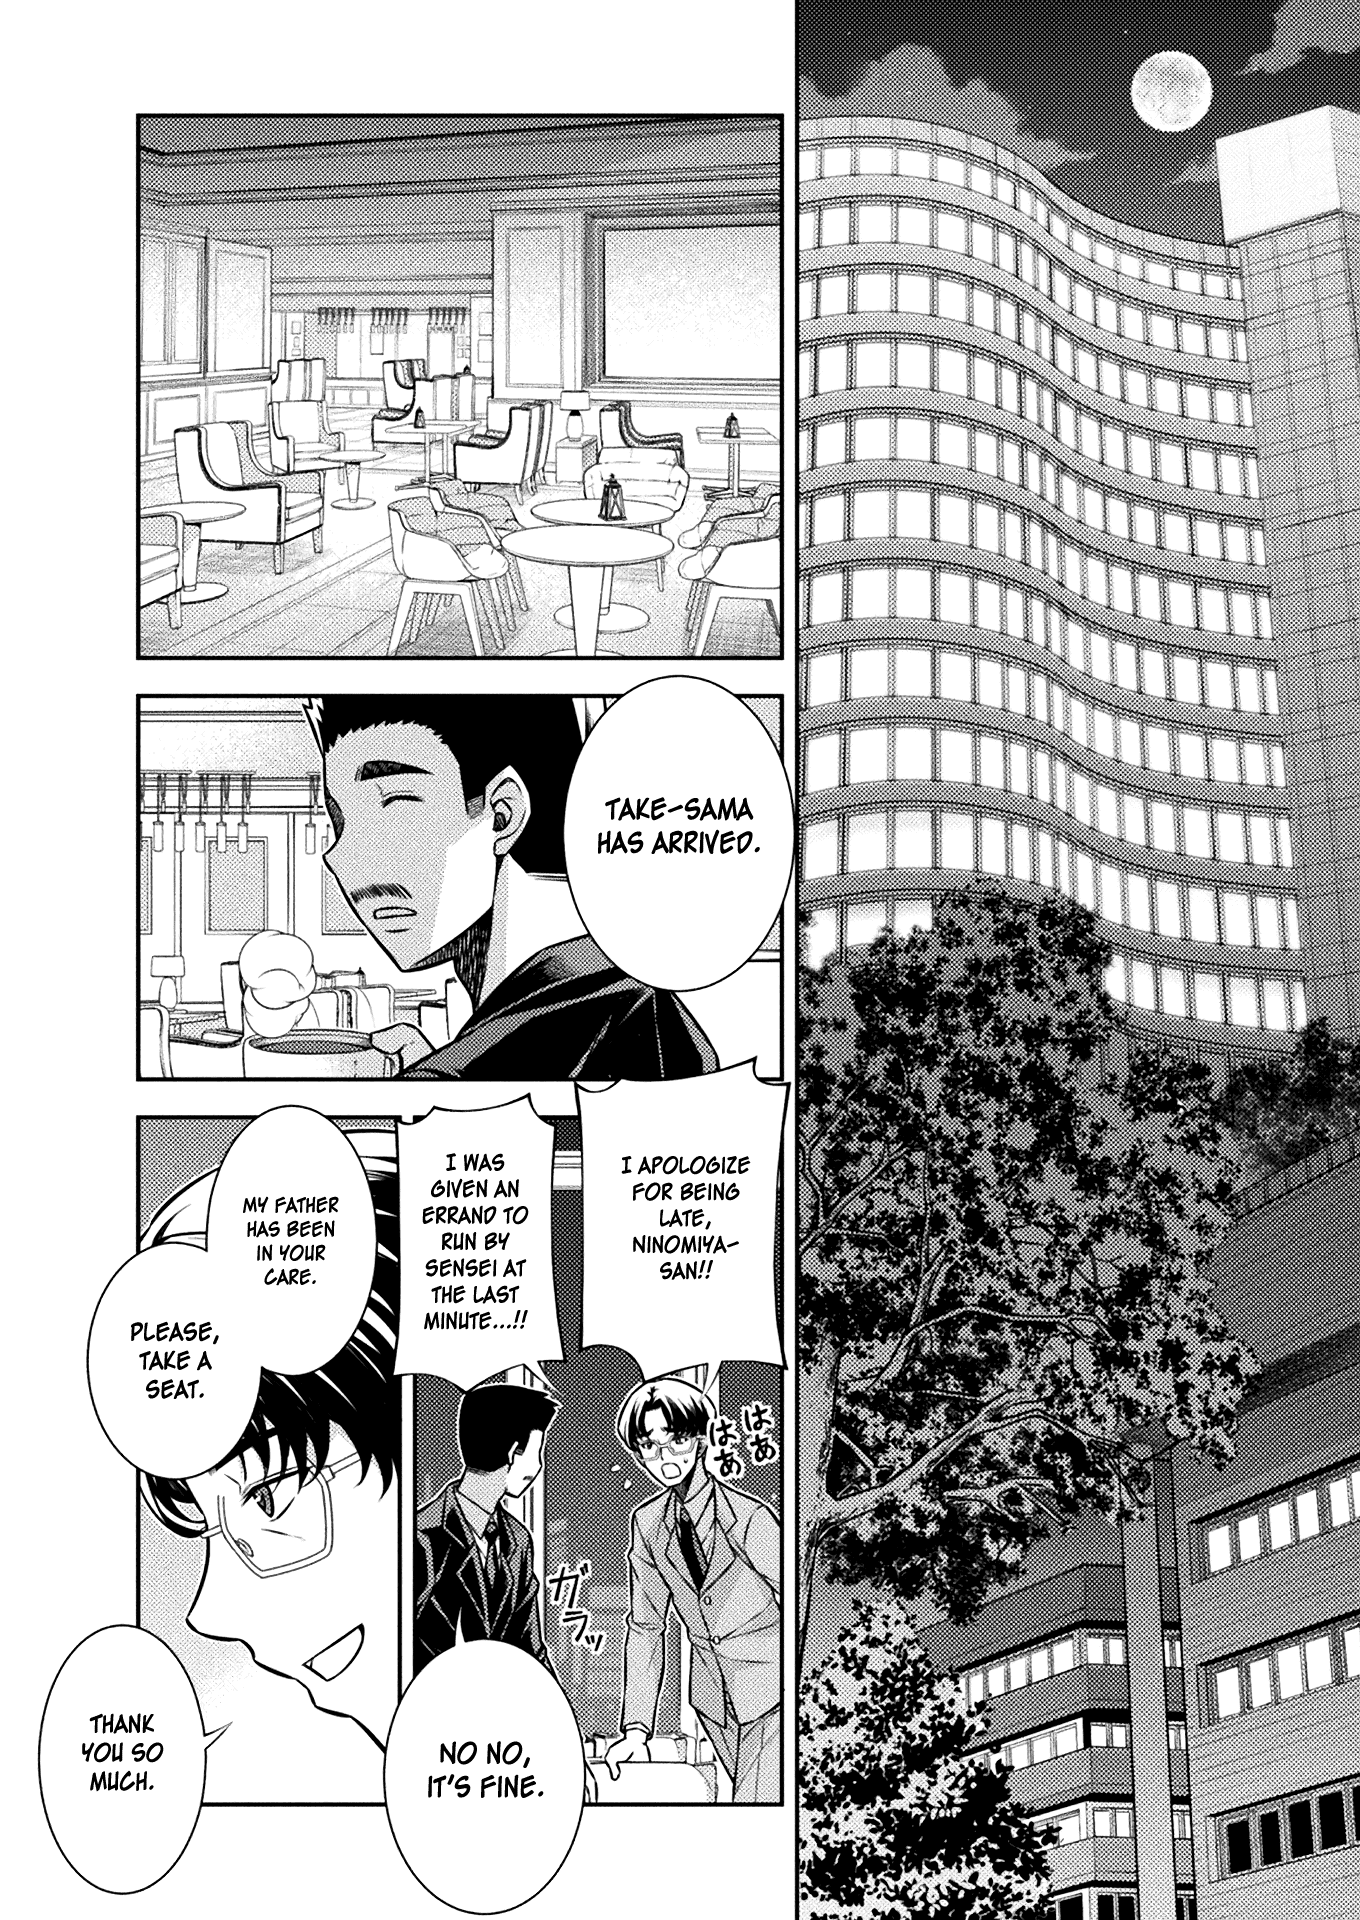 TAKE-SAMA
HAS ARRIVED.
I APOLOGIZE
FOR BEING
LATE,
NINOMIYA-
SAN!!
I WAS
GIVEN AN
ERRAND TO
RUN BY
SENSEI AT
THE LAST
MINUTE...!!
はあ
はあ
ガラッ
NO NO,
IT'S FINE.
MY FATHER
HAS BEEN
IN YOUR
CARE.
PLEASE,
TAKE A
SEAT.
THANK
YOU SO
MUCH.